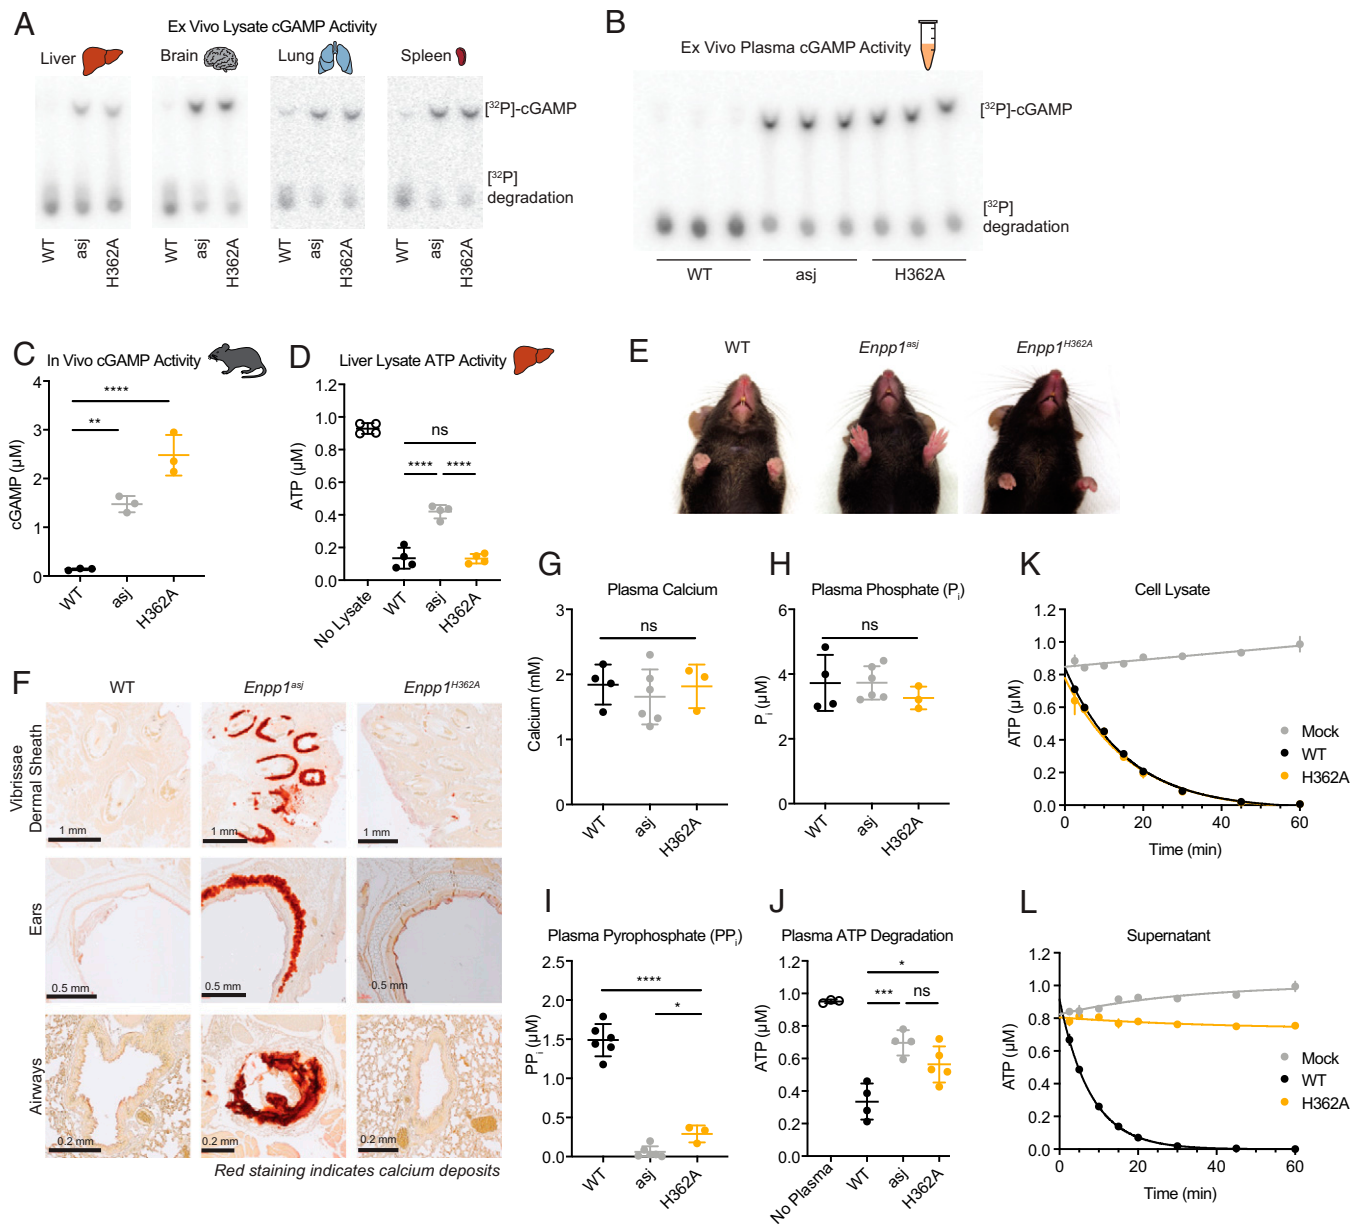 A
Ex Vivo Lysate cGAMP Activity
Liver
Brain
Lung
Spleen
[³²P]-cGAMP
[³²P]
degradation
WT
asj
H362A
WT
asj
H362A
WT
asj
H362A
WT
asj
H362A
B
Ex Vivo Plasma cGAMP Activity
[³²P]-cGAMP
[³²P]
degradation
WT
asj
H362A
C
In Vivo cGAMP Activity
cGAMP (μM)
4
3
2
1
0
****
**
WT
asj
H362A
D
Liver Lysate ATP Activity
ATP (μM)
1.2
1.0
0.8
0.6
0.4
0.2
0.0
ns
****
****
No Lysate
WT
asj
H362A
E
WT
Enpp1ᵃˢʲ
Enpp1ᴴ³⁶²ᴬ
F
WT
Enpp1ᵃˢʲ
Enpp1ᴴ³⁶²ᴬ
Vibrissae
Dermal Sheath
1 mm
1 mm
1 mm
Ears
0.5 mm
0.5 mm
0.5 mm
Airways
0.2 mm
0.2 mm
0.2 mm
Red staining indicates calcium deposits
G
Plasma Calcium
Calcium (mM)
3
2
1
0
ns
WT
asj
H362A
H
Plasma Phosphate (Pᵢ)
Pᵢ (μM)
6
4
2
0
ns
WT
asj
H362A
I
Plasma Pyrophosphate (PPᵢ)
PPᵢ (μM)
2.5
2.0
1.5
1.0
0.5
0.0
****
*
WT
asj
H362A
J
Plasma ATP Degradation
ATP (μM)
1.2
1.0
0.8
0.6
0.4
0.2
0.0
*
***
ns
No Plasma
WT
asj
H362A
K
Cell Lysate
ATP (μM)
1.2
1.0
0.8
0.6
0.4
0.2
0.0
0
20
40
60
Time (min)
Mock
WT
H362A
L
Supernatant
ATP (μM)
1.2
1.0
0.8
0.6
0.4
0.2
0.0
0
20
40
60
Time (min)
Mock
WT
H362A